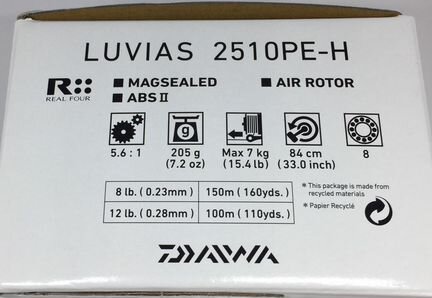 LUVIAS 2510PE-H
R
REAL FOUR
■ MAGSEALED ■ AIR ROTOR
■ ABS II
g
5.6 : 1 205 g Max 7 kg 84 cm 8
(7.2 oz) (15.4 lb) (33.0 inch)
8 lb. (0.23mm) 150m (160yds.)
12 lb. (0.28mm) 100m (110yds.)
* This package is made from
recycled materials
* Papier Recyclé
DAIWA